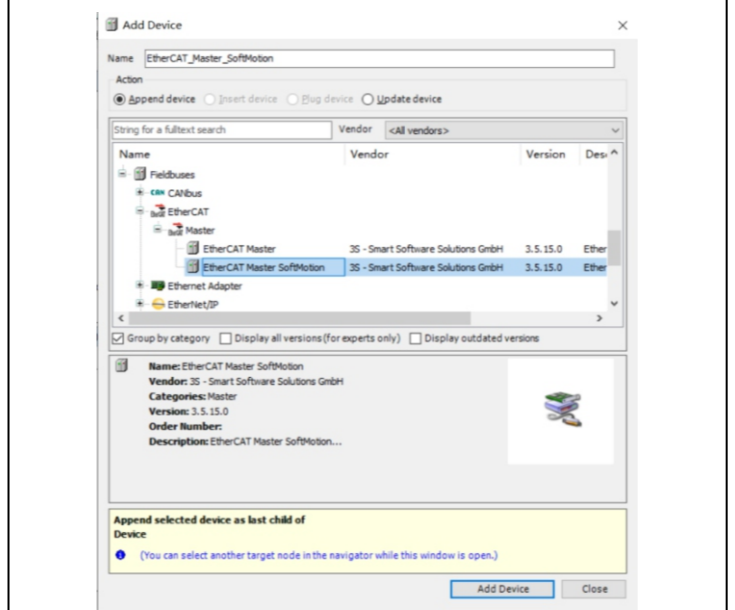 Add Device
Name EtherCAT_Master_SoftMotion
Action
Append device Insert device Plug device Update device
String for a fulltext search Vendor <All vendors>
Name Vendor Version Des
Fieldbuses
CAN CANbus
EtherCAT
Master
EtherCAT Master 3S - Smart Software Solutions GmbH 3.5.15.0 Ether
EtherCAT Master SoftMotion 3S - Smart Software Solutions GmbH 3.5.15.0 Ether
Ethernet Adapter
EtherNet/IP
Group by category Display all versions (for experts only) Display outdated versions
Name: EtherCAT Master SoftMotion
Vendor: 3S - Smart Software Solutions GmbH
Categories: Master
Version: 3.5.15.0
Order Number:
Description: EtherCAT Master SoftMotion...
Append selected device as last child of
Device
(You can select another target node in the navigator while this window is open.)
Add Device Close